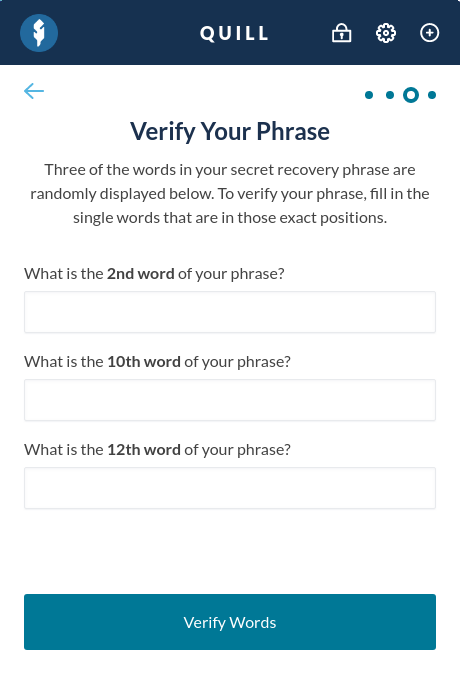 QUILL
Verify Your Phrase
Three of the words in your secret recovery phrase are
randomly displayed below. To verify your phrase, fill in the
single words that are in those exact positions.
What is the 2nd word of your phrase?
What is the 10th word of your phrase?
What is the 12th word of your phrase?
Verify Words